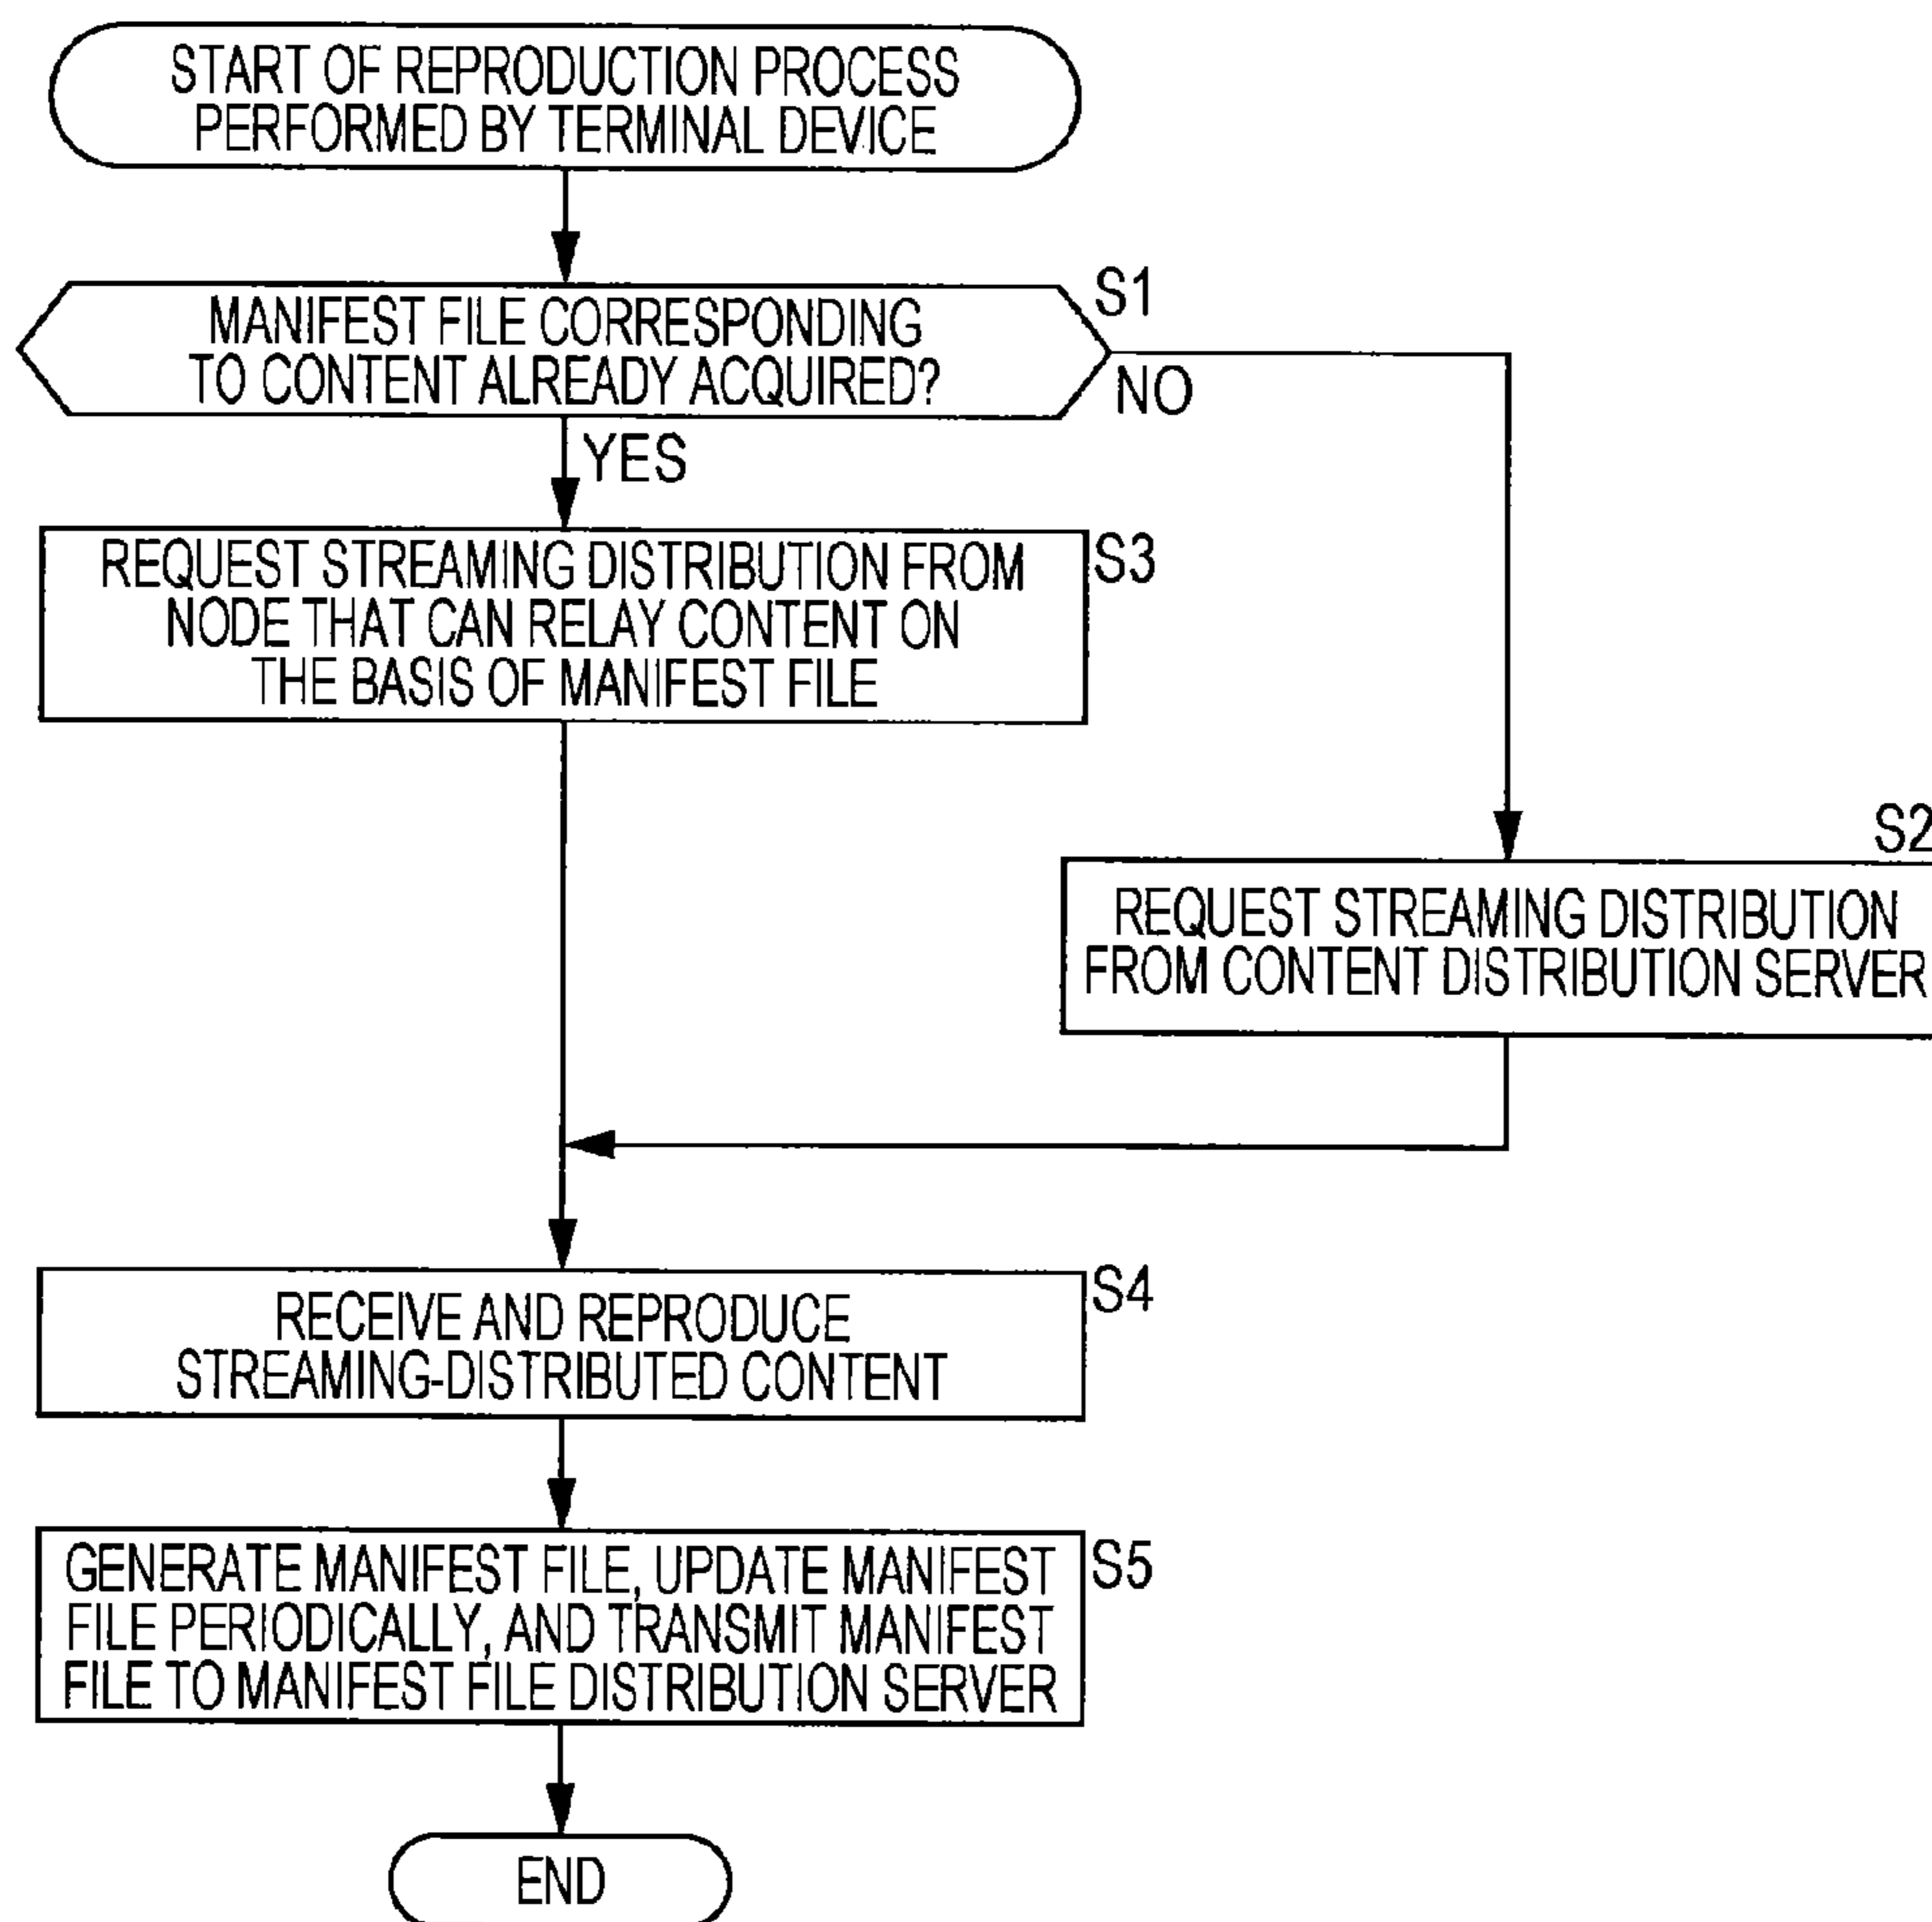 START OF REPRODUCTION PROCESS
PERFORMED BY TERMINAL DEVICE
S1
MANIFEST FILE CORRESPONDING
TO CONTENT ALREADY ACQUIRED?
NO
YES
S3
REQUEST STREAMING DISTRIBUTION FROM
NODE THAT CAN RELAY CONTENT ON
THE BASIS OF MANIFEST FILE
S2
REQUEST STREAMING DISTRIBUTION
FROM CONTENT DISTRIBUTION SERVER
S4
RECEIVE AND REPRODUCE
STREAMING-DISTRIBUTED CONTENT
S5
GENERATE MANIFEST FILE, UPDATE MANIFEST
FILE PERIODICALLY, AND TRANSMIT MANIFEST
FILE TO MANIFEST FILE DISTRIBUTION SERVER
END